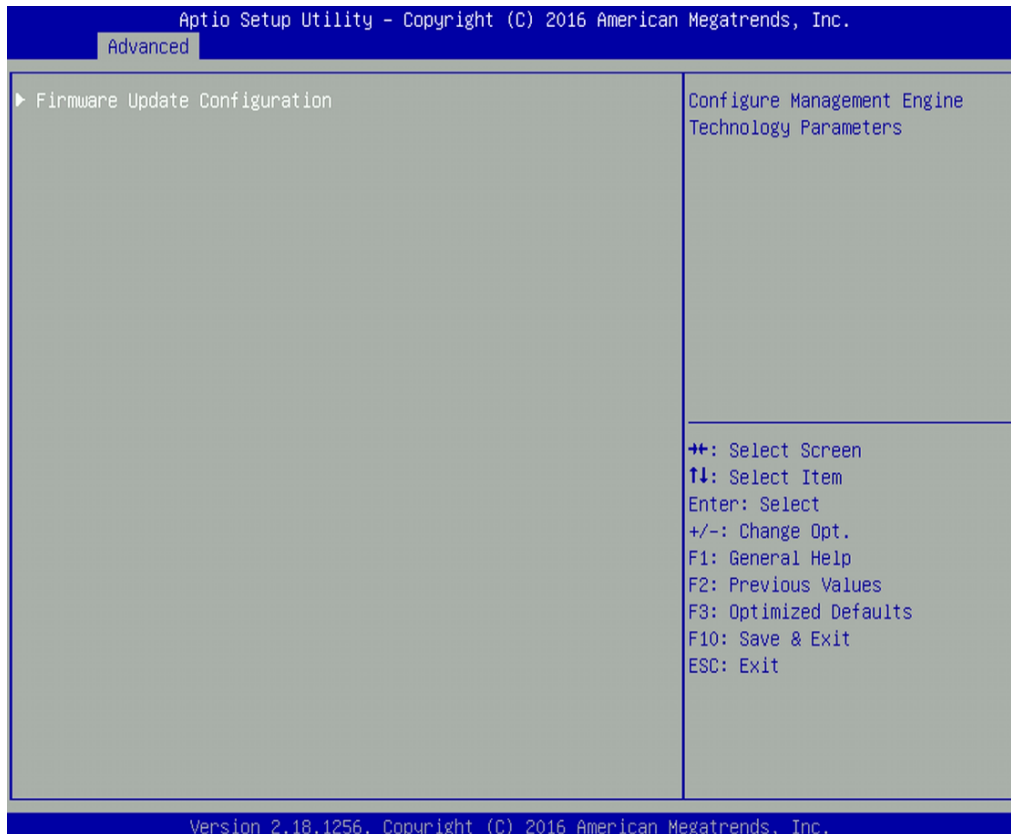 Aptio Setup Utility – Copyright (C) 2016 American Megatrends, Inc.
Advanced
▶ Firmware Update Configuration
Configure Management Engine
Technology Parameters
→←: Select Screen
↑↓: Select Item
Enter: Select
+/-: Change Opt.
F1: General Help
F2: Previous Values
F3: Optimized Defaults
F10: Save & Exit
ESC: Exit
Version 2.18.1256. Copyright (C) 2016 American Megatrends, Inc.